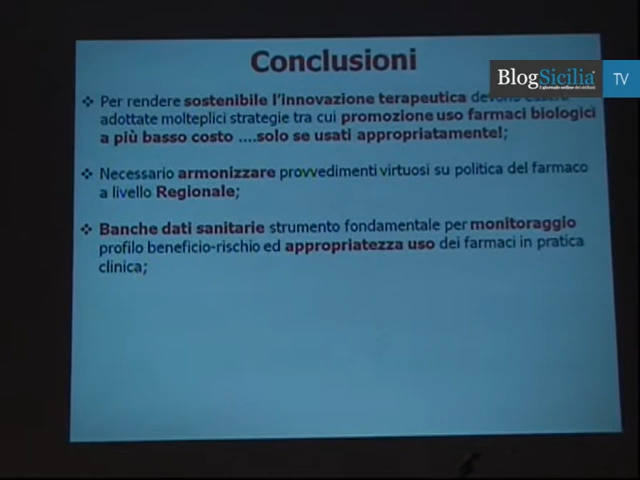 Conclusioni
BlogSicilia
TV
❖ Per rendere sostenibile l'innovazione terapeutica devono essere
adottate molteplici strategie tra cui promozione uso farmaci biologici
a più basso costo ....solo se usati appropriatamente!;
❖ Necessario armonizzare provvedimenti virtuosi su politica del farmaco
a livello Regionale;
❖ Banche dati sanitarie strumento fondamentale per monitoraggio
profilo beneficio-rischio ed appropriatezza uso dei farmaci in pratica
clinica;